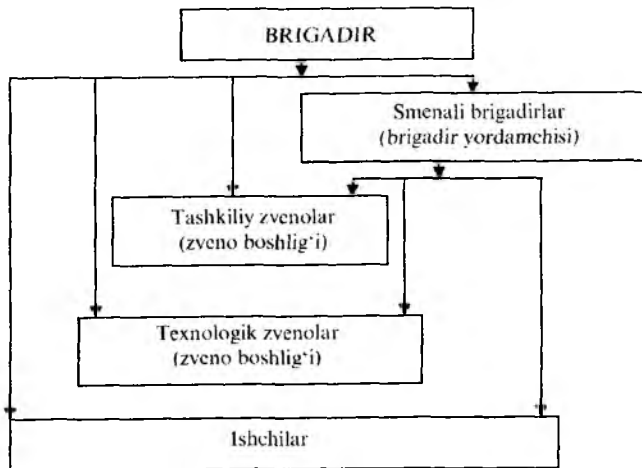 BRIGADIR
Smenali brigadirlar
(brigadir yordamchisi)
Tashkiliy zvenolar
(zveno boshlig‘i)
Texnologik zvenolar
(zveno boshlig‘i)
Ishchilar